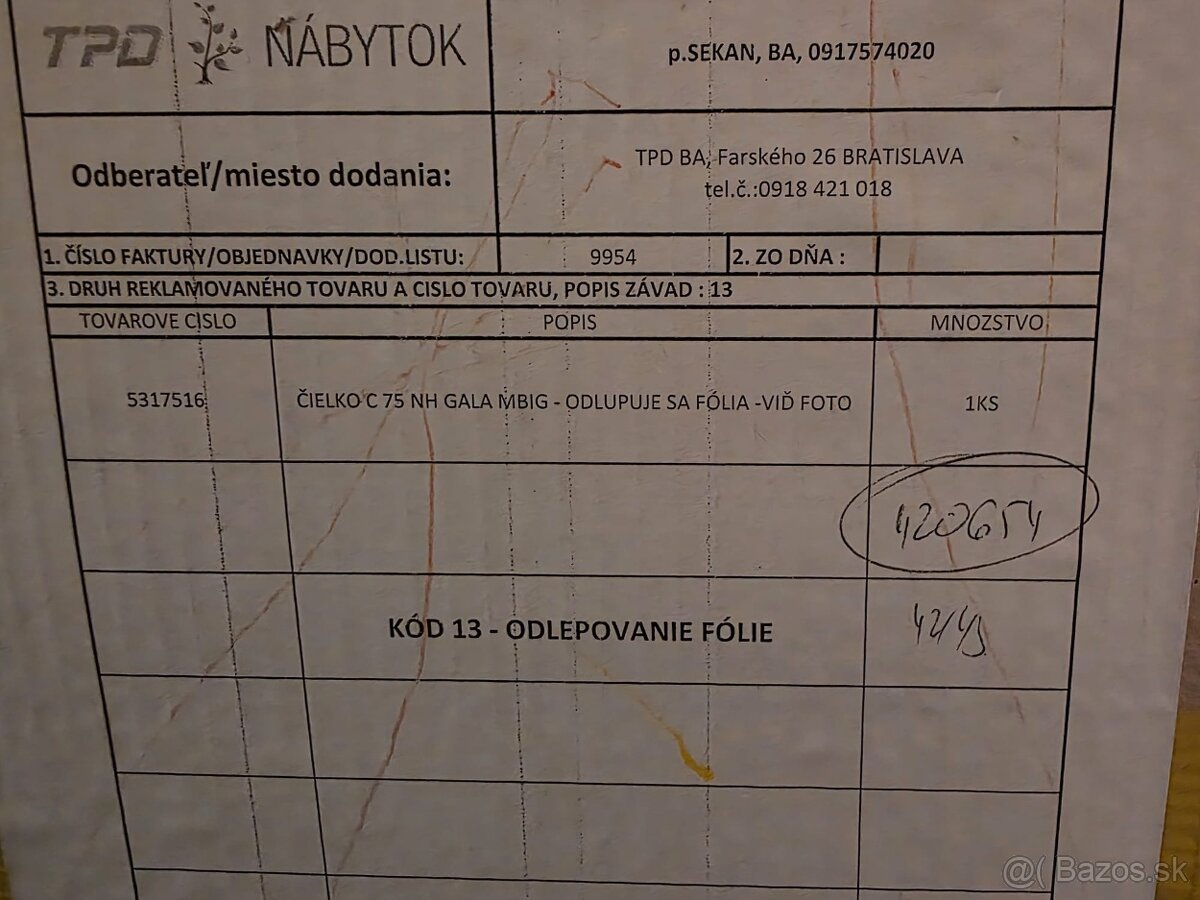 TPD NÁBYTOK
p.SEKAN, BA, 0917574020
Odberateľ/miesto dodania:
TPD BA, Farského 26 BRATISLAVA
tel.č.:0918 421 018
1. ČÍSLO FAKTURY/OBJEDNAVKY/DOD.LISTU: 9954 2. ZO DŇA :
3. DRUH REKLAMOVANÉHO TOVARU A CISLO TOVARU, POPIS ZÁVAD : 13
TOVAROVE CISLO POPIS MNOZSTVO
5317516 ČIELKO C 75 NH GALA MBIG - ODLUPUJE SA FÓLIA -VIĎ FOTO 1KS
420654
KÓD 13 - ODLEPOVANIE FÓLIE
@( Bazos.sk